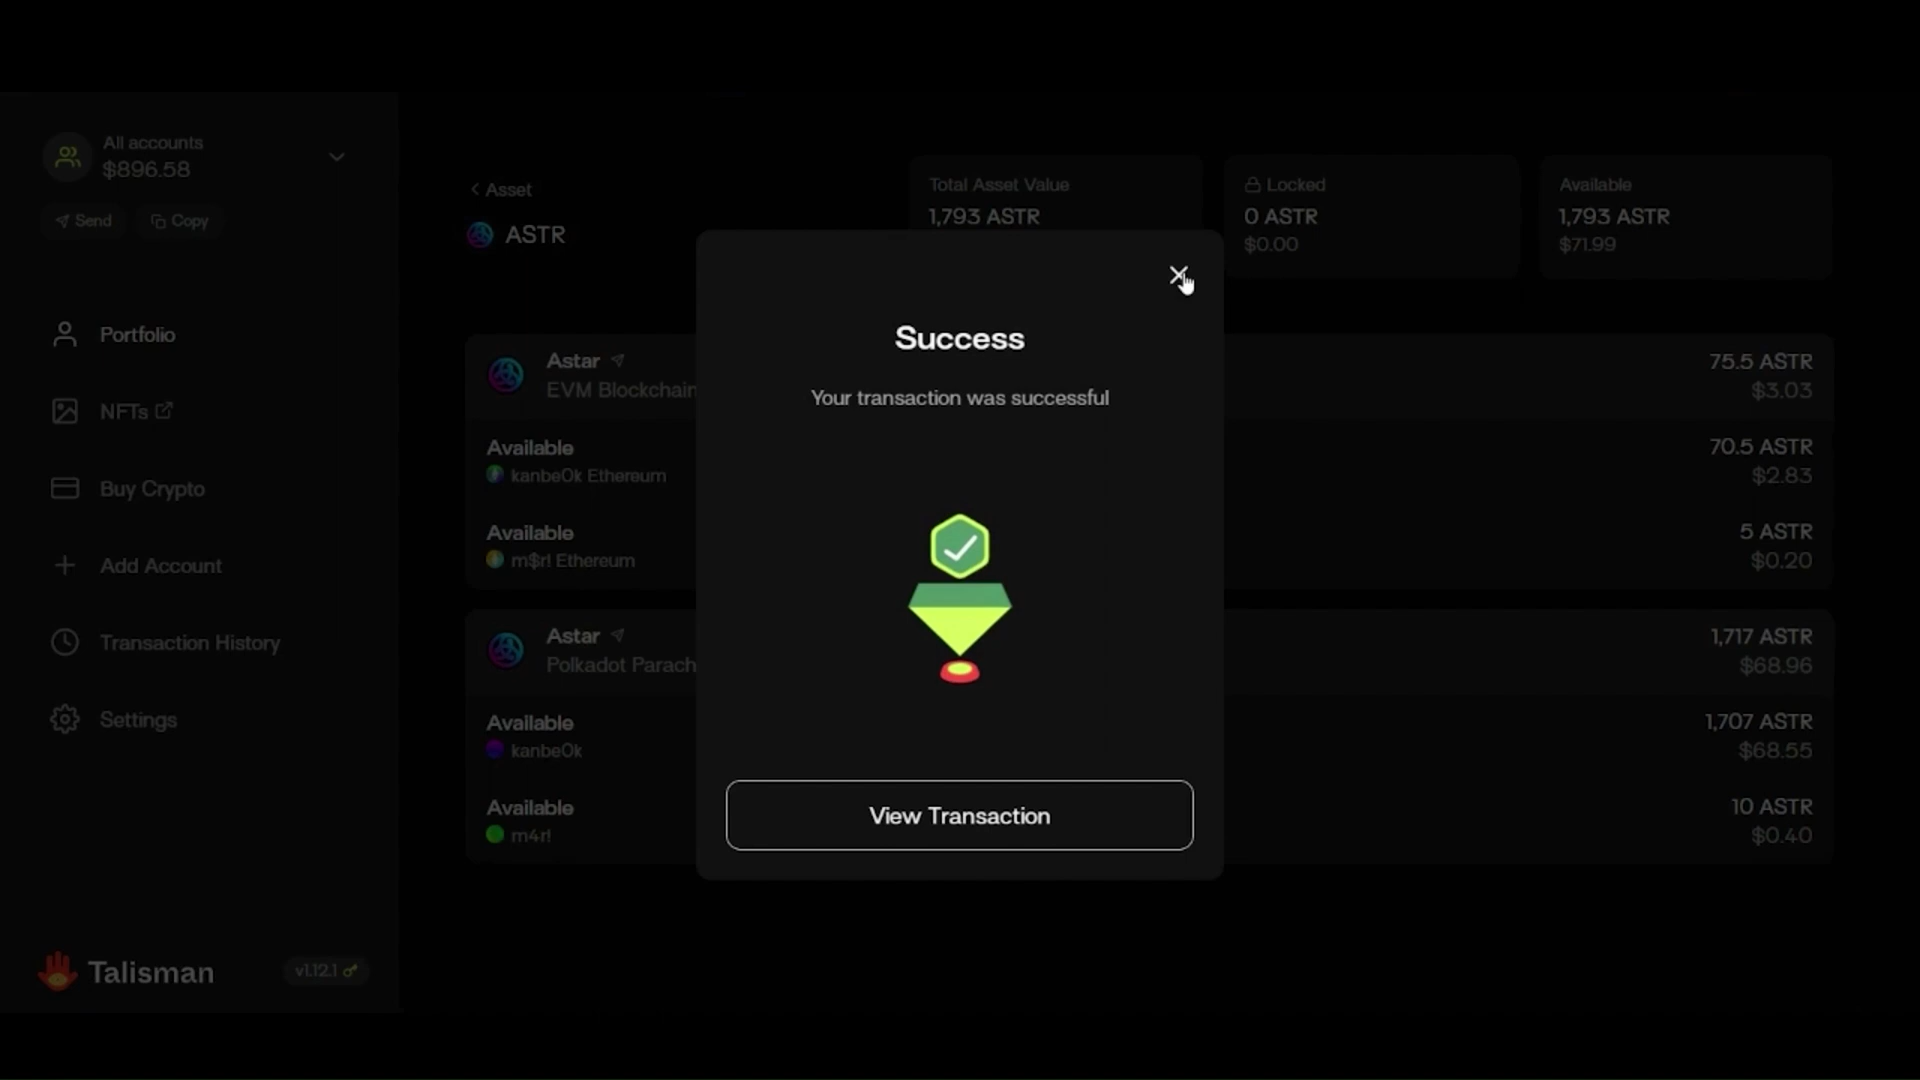 All accounts
$896.58
Send
Copy
Portfolio
NFTs
Buy Crypto
Add Account
Transaction History
Settings
Talisman
v1.12.1
Asset
ASTR
Total Asset Value
1,793 ASTR
Locked
0 ASTR
$0.00
Available
1,793 ASTR
$71.99
Astar
EVM Blockchain
75.5 ASTR
$3.03
Available
kanbe0k Ethereum
70.5 ASTR
$2.83
Available
m$r! Ethereum
5 ASTR
$0.20
Astar
Polkadot Parach
1,717 ASTR
$68.96
Available
kanbe0k
1,707 ASTR
$68.55
Available
m4r!
10 ASTR
$0.40
Success
Your transaction was successful
View Transaction